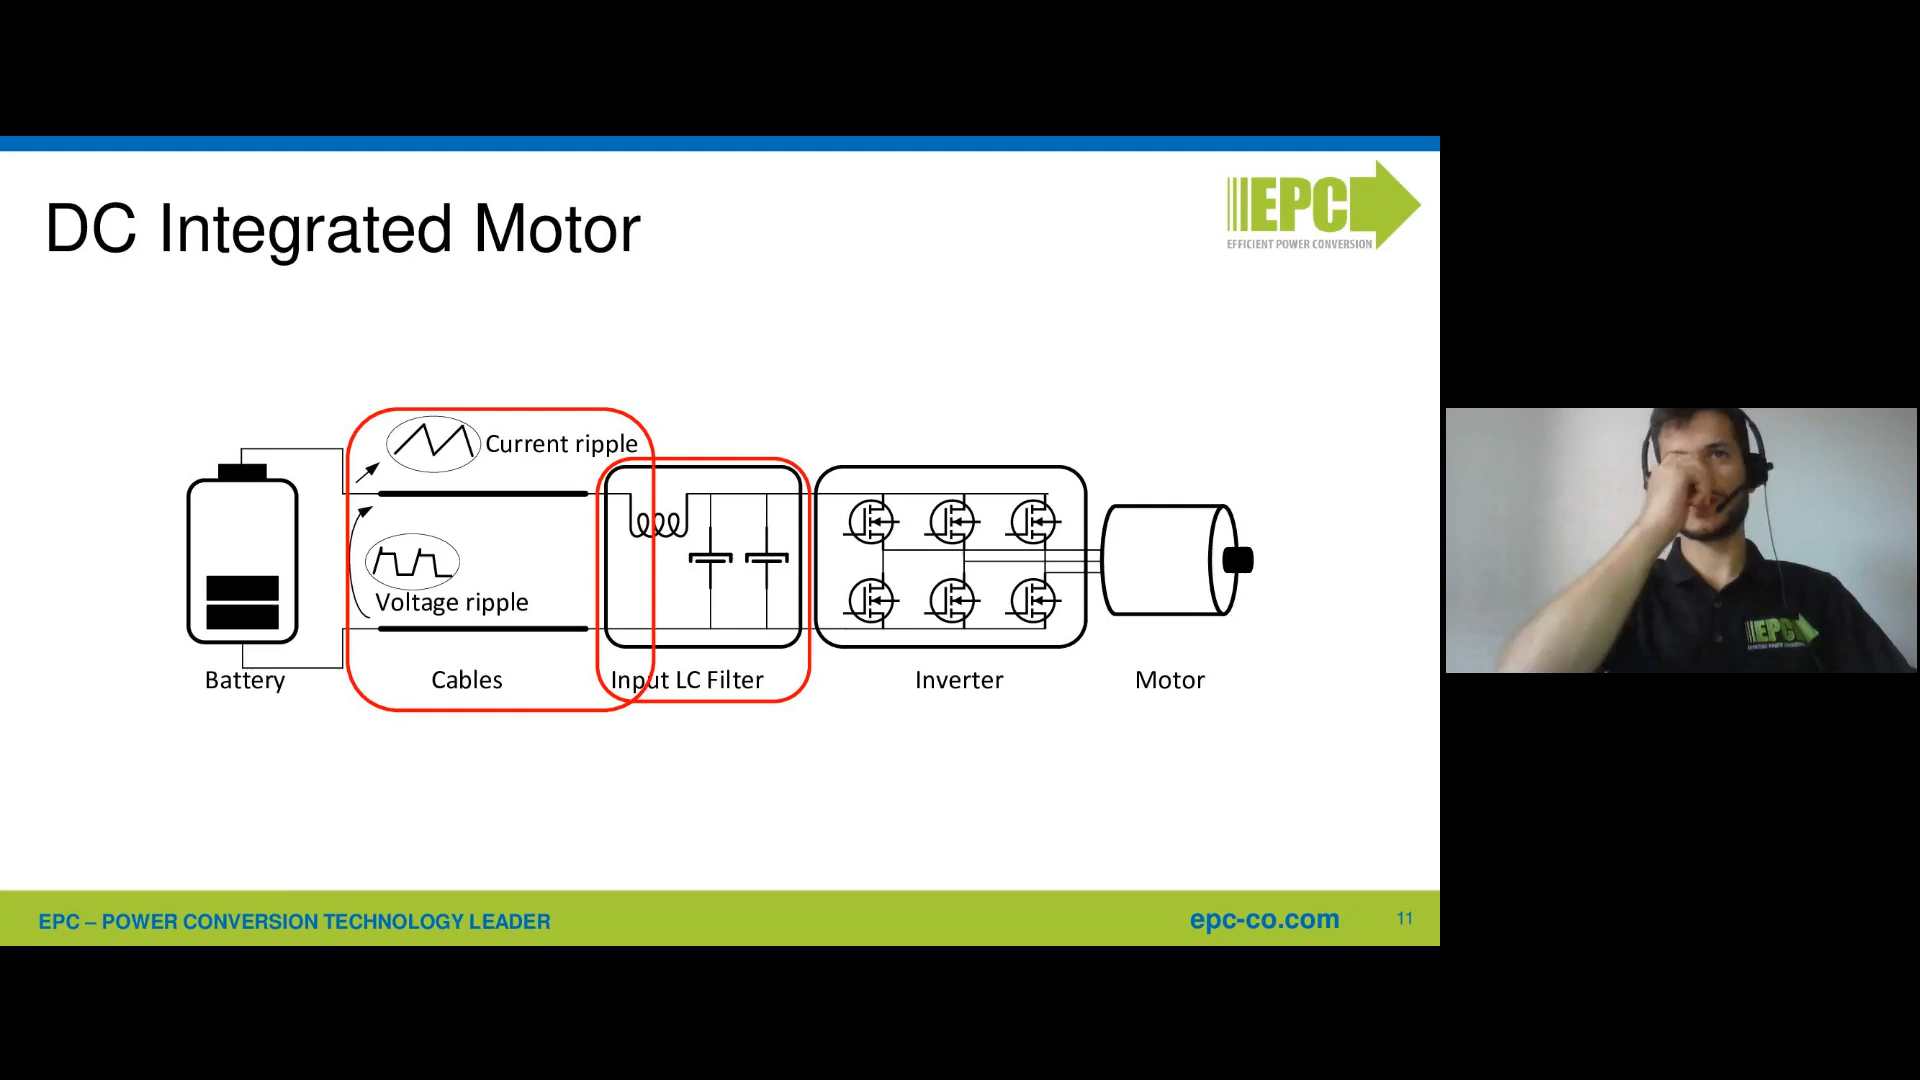 DC Integrated Motor
EPC
EFFICIENT POWER CONVERSION
Current ripple
Voltage ripple
Battery
Cables
Input LC Filter
Inverter
Motor
EPC
EPC – POWER CONVERSION TECHNOLOGY LEADER
epc-co.com
11